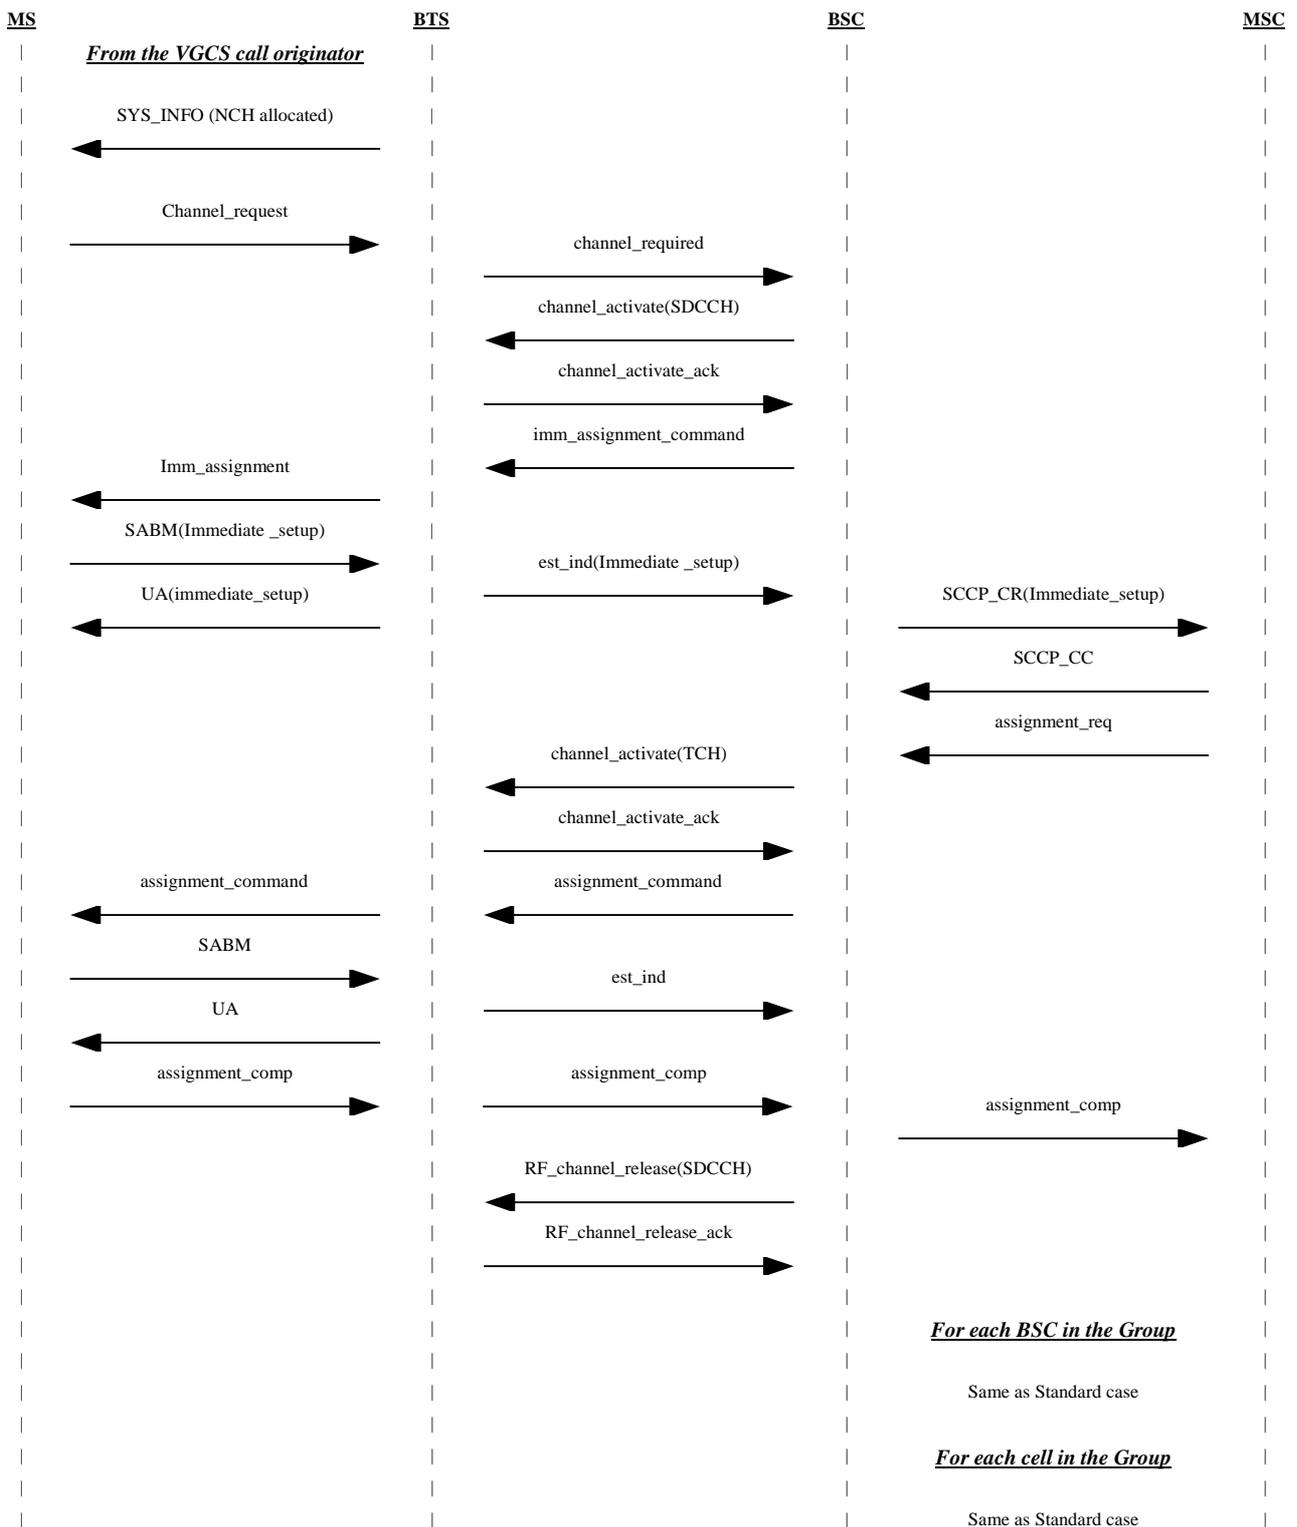 MS BTS BSC MSC
From the VGCS call originator
SYS_INFO (NCH allocated)
Channel_request
channel_required
channel_activate(SDCCH)
channel_activate_ack
imm_assignment_command
Imm_assignment
SABM(Immediate _setup)
est_ind(Immediate _setup)
UA(immediate_setup)
SCCP_CR(Immediate_setup)
SCCP_CC
assignment_req
channel_activate(TCH)
channel_activate_ack
assignment_command assignment_command
SABM
est_ind
UA
assignment_comp assignment_comp
assignment_comp
RF_channel_release(SDCCH)
RF_channel_release_ack
For each BSC in the Group
Same as Standard case
For each cell in the Group
Same as Standard case